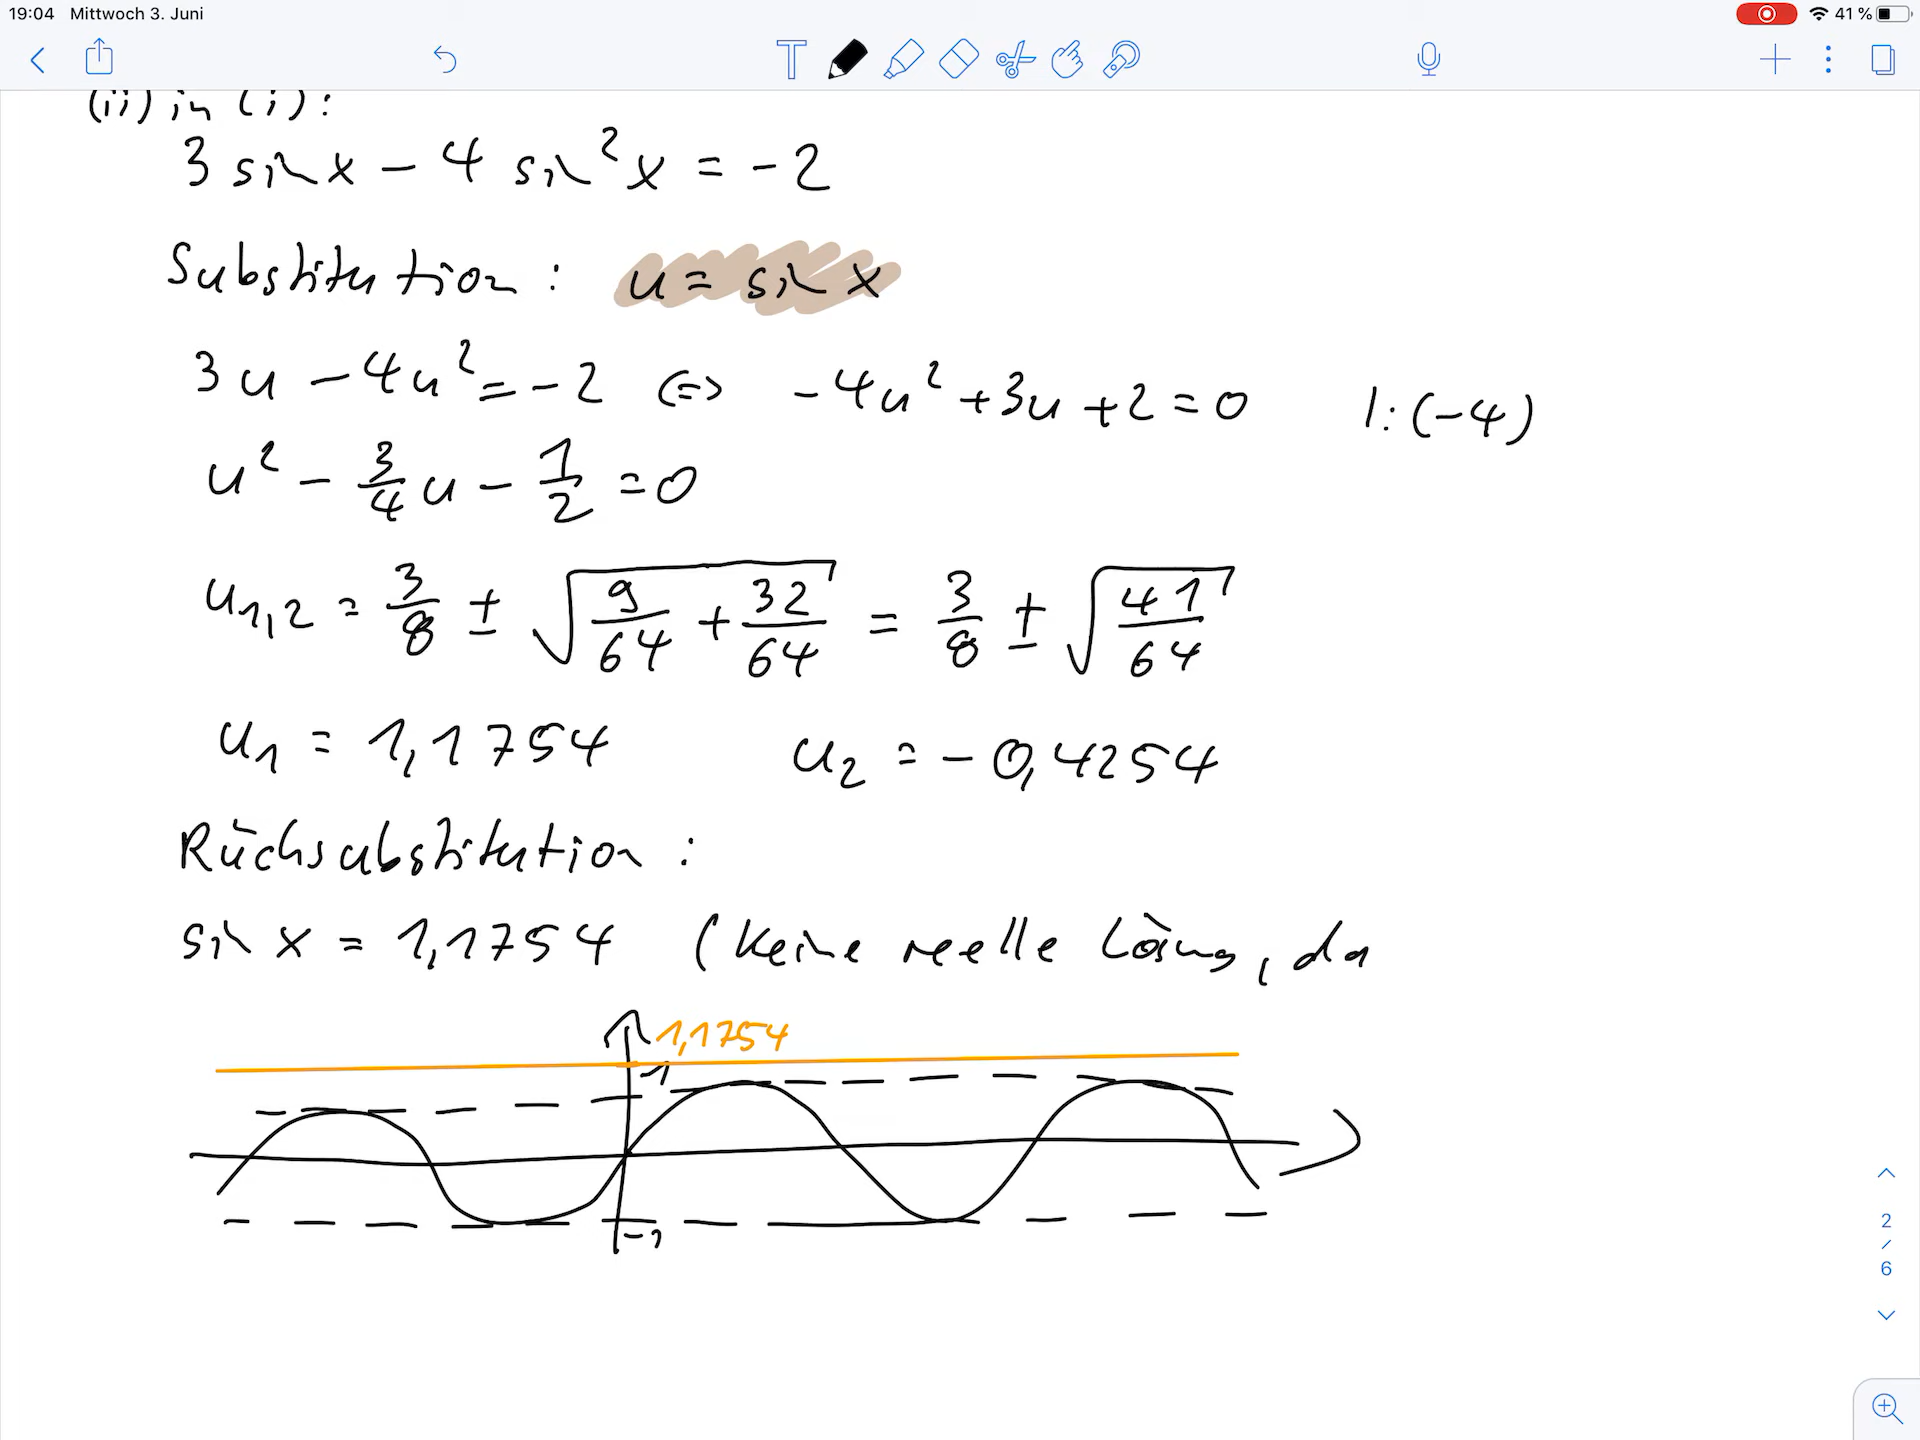 19:04 Mittwoch 3. Juni 41 %
(ii) in (i):
3 sin x − 4 sin² x = −2
Substitution: u = sin x
3u − 4u² = −2 <=> −4u² + 3u + 2 = 0 |:(−4)
u² − 3/4 u − 1/2 = 0
u1,2 = 3/8 ± √(9/64 + 32/64) = 3/8 ± √(41/64)
u1 = 1,1754 u2 = −0,4254
Rücksubstitution:
sin x = 1,1754 (keine reelle Lösung, da
1,1754
1
−1
2
/
6